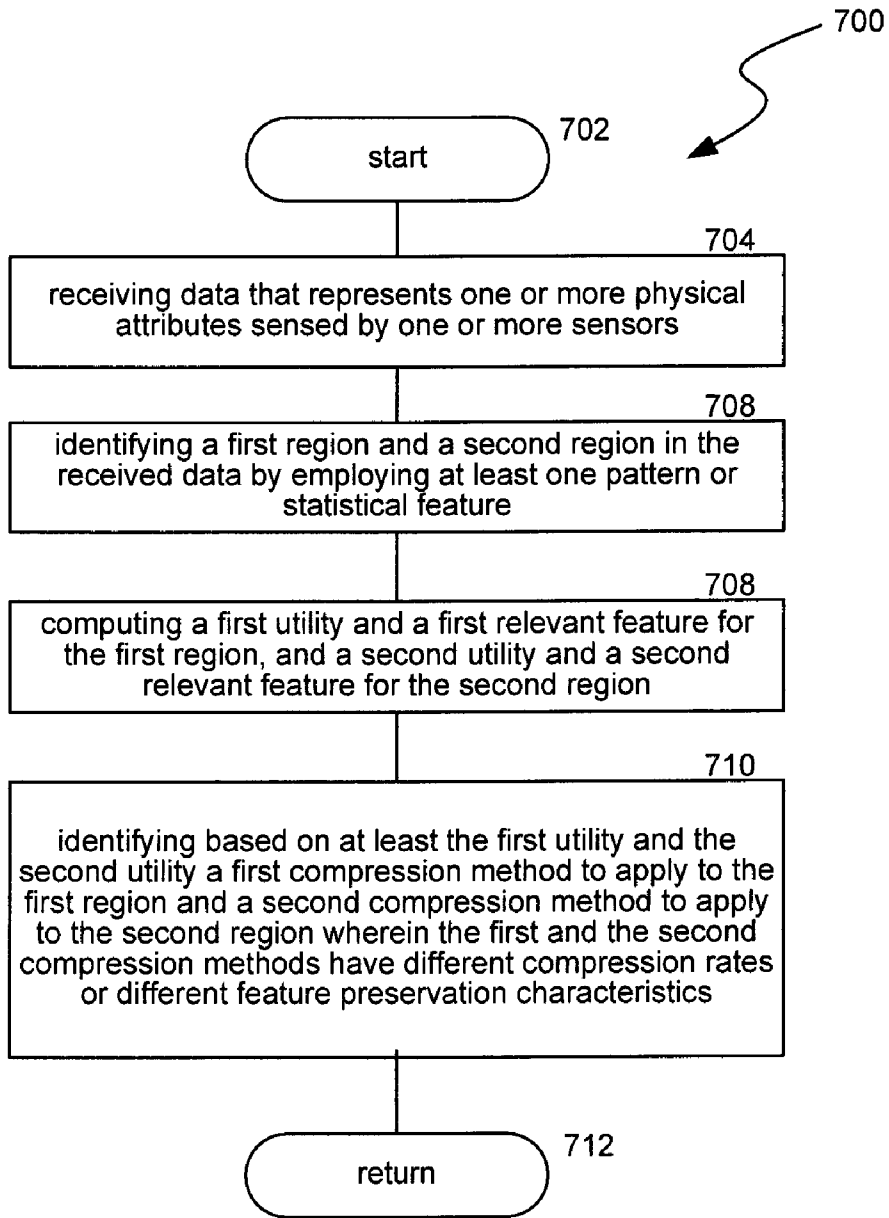 700
702
start
704
receiving data that represents one or more physical
attributes sensed by one or more sensors
708
identifying a first region and a second region in the
received data by employing at least one pattern or
statistical feature
708
computing a first utility and a first relevant feature for
the first region, and a second utility and a second
relevant feature for the second region
710
identifying based on at least the first utility and the
second utility a first compression method to apply to the
first region and a second compression method to apply
to the second region wherein the first and the second
compression methods have different compression rates
or different feature preservation characteristics
712
return